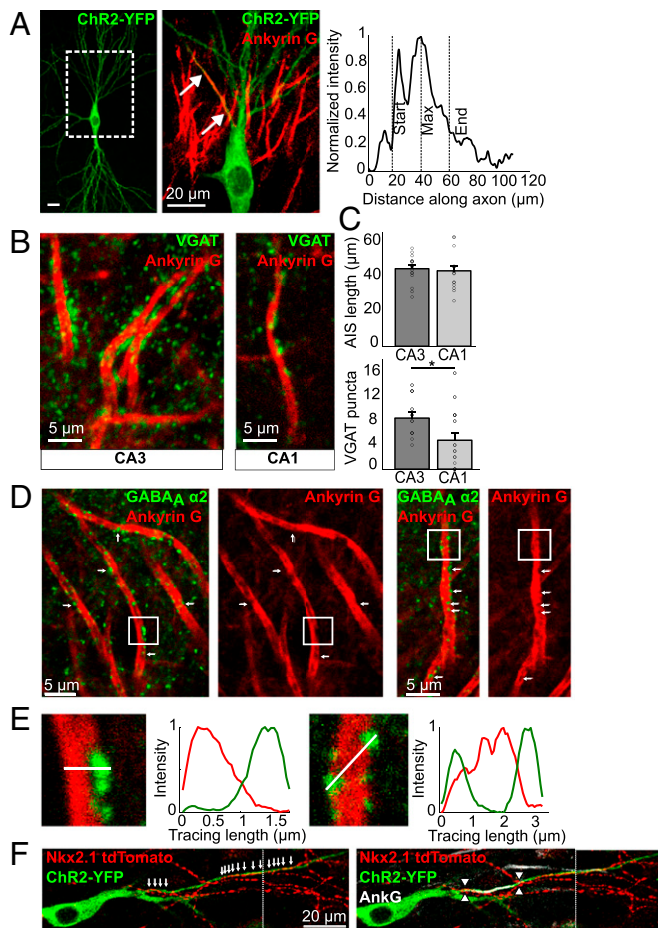 A
ChR2-YFP
ChR2-YFP
Ankyrin G
20 µm
Normalized intensity
1
0.8
0.6
0.4
0.2
0
Start
Max
End
0 20 40 60 80 100 120
Distance along axon (µm)
B
VGAT
Ankyrin G
5 µm
CA3
VGAT
Ankyrin G
5 µm
CA1
C
AIS length (µm)
60
40
20
0
CA3 CA1
VGAT puncta
16
12
8
4
0
*
CA3 CA1
D
GABAA α2
Ankyrin G
5 µm
Ankyrin G
GABAA α2
Ankyrin G
5 µm
Ankyrin G
E
Intensity
1
0
0 0.5 1 1.5
Tracing length (µm)
Intensity
1
0
0 1 2 3
Tracing length (µm)
F
Nkx2.1 tdTomato
ChR2-YFP
20 µm
Nkx2.1 tdTomato
ChR2-YFP
AnkG